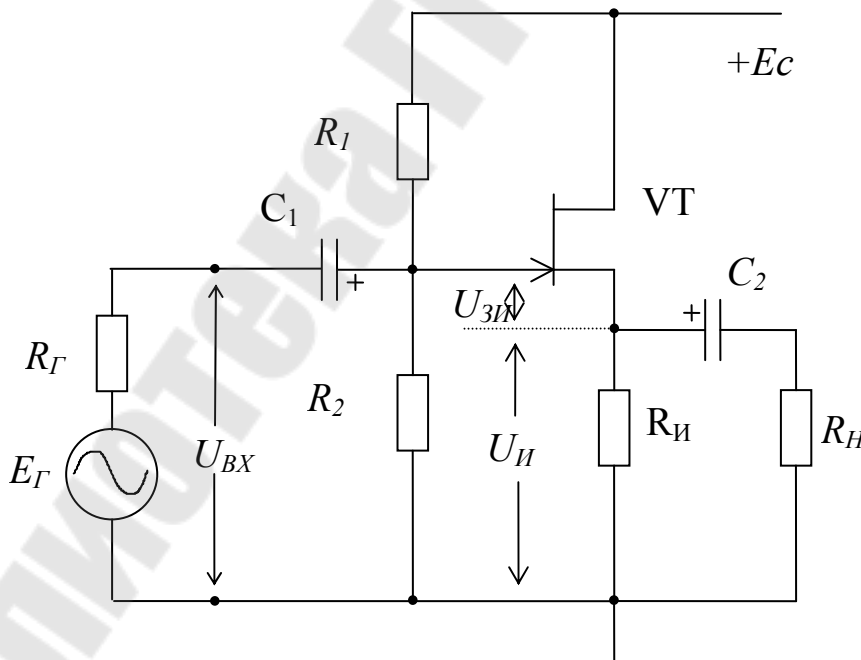 +Ec
R1
VT
C1
C2
+
UЗИ
+
RГ
R2
RИ
RН
EГ
UВХ
UИ